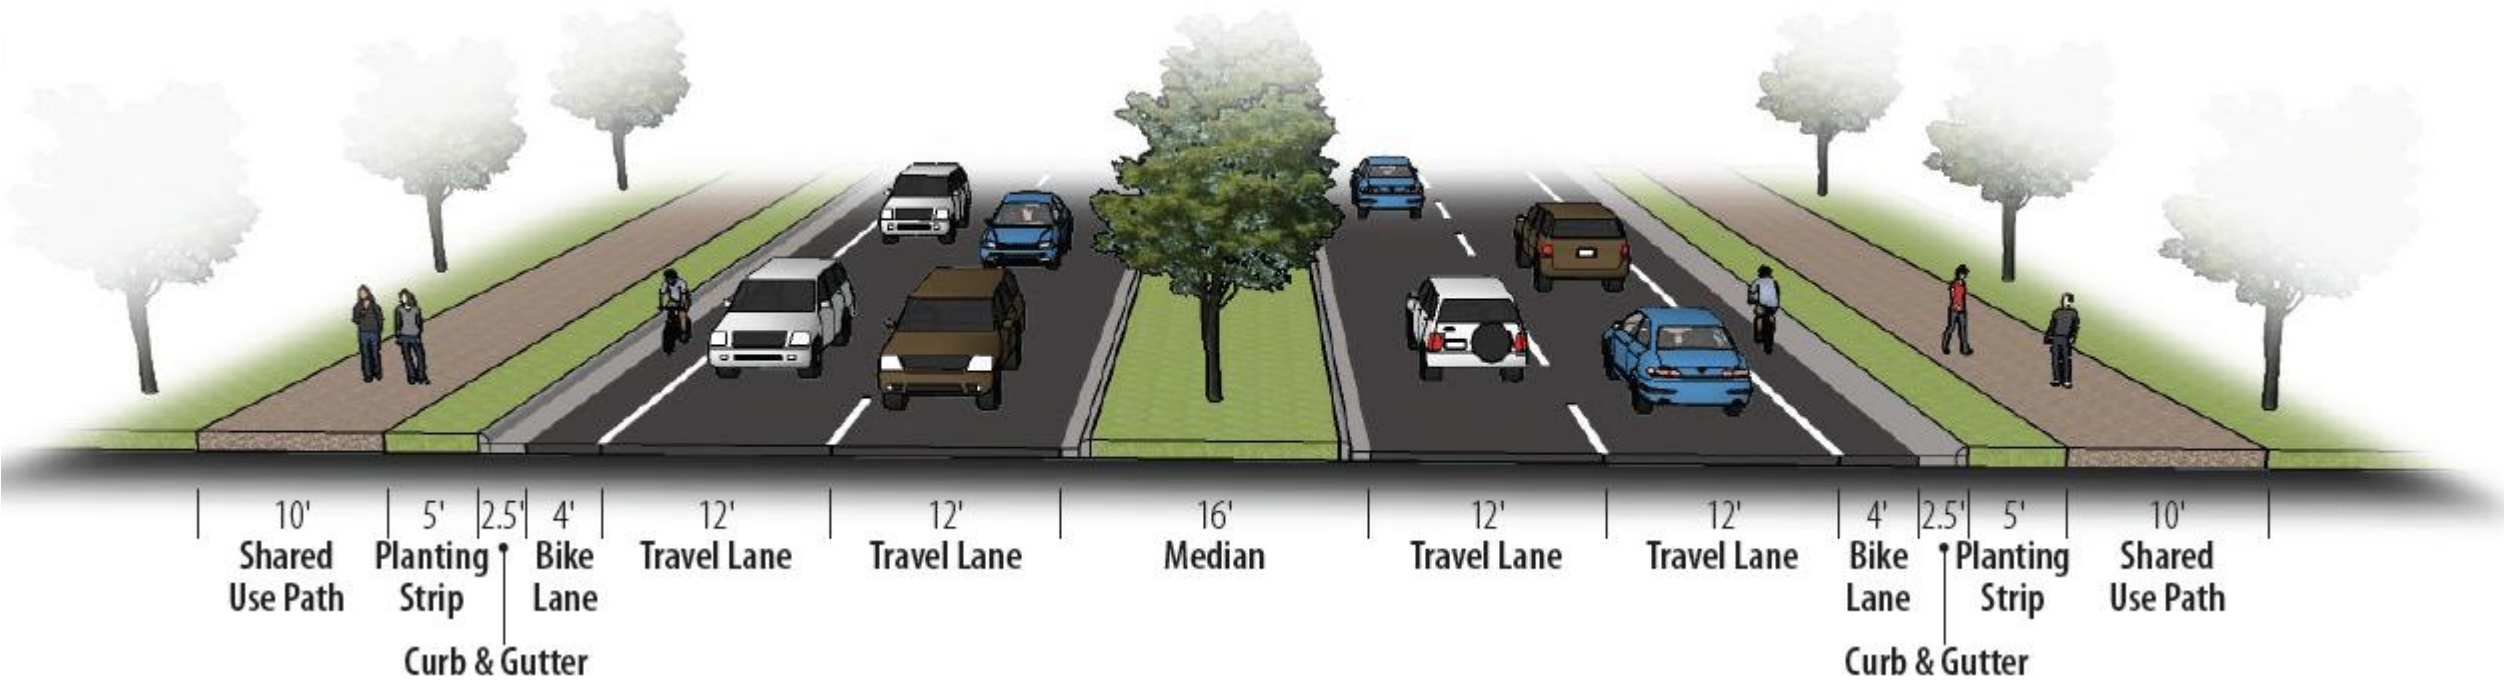 10' 5' 2.5' 4' 12' 12' 16' 12' 12' 4' 2.5' 5' 10'
Shared Planting Bike Travel Lane Travel Lane Median Travel Lane Travel Lane Bike Planting Shared
Use Path Strip Lane Lane Strip Use Path
Curb & Gutter Curb & Gutter